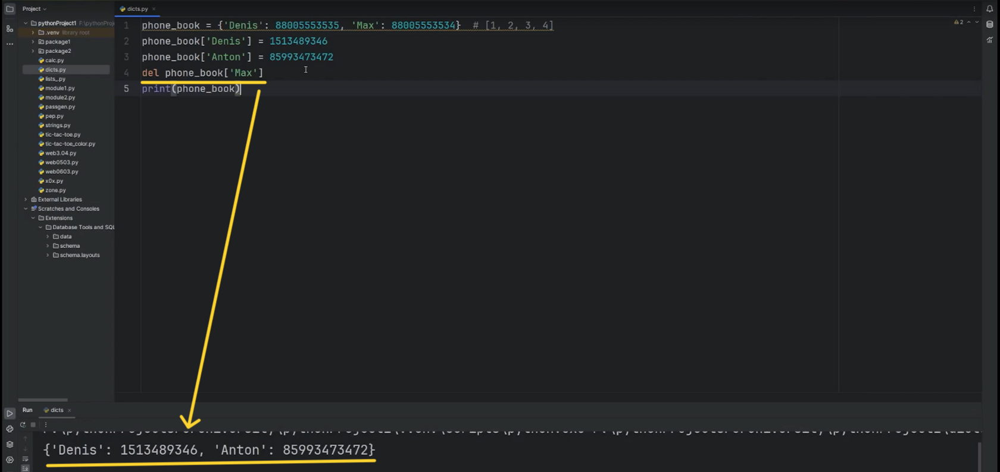 Project
dicts.py
pythonProject1 F:\pythonProj
.venv library root
package1
package2
calc.py
dicts.py
lists_.py
module1.py
module2.py
passgen.py
pep.py
strings.py
tic-tac-toe.py
tic-tac-toe_color.py
web3.04.py
web0503.py
web0603.py
x0x.py
zone.py
External Libraries
Scratches and Consoles
Extensions
Database Tools and SQL
data
schema
schema.layouts
1 phone_book = {'Denis': 88005553535, 'Max': 88005553534}  # [1, 2, 3, 4]
2 phone_book['Denis'] = 1513489346
3 phone_book['Anton'] = 85993473472
4 del phone_book['Max']
5 print(phone_book)
2
Run dicts
{'Denis': 1513489346, 'Anton': 85993473472}